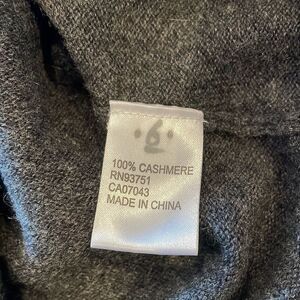 100% CASHMERE
RN93751
CA07043
MADE IN CHINA